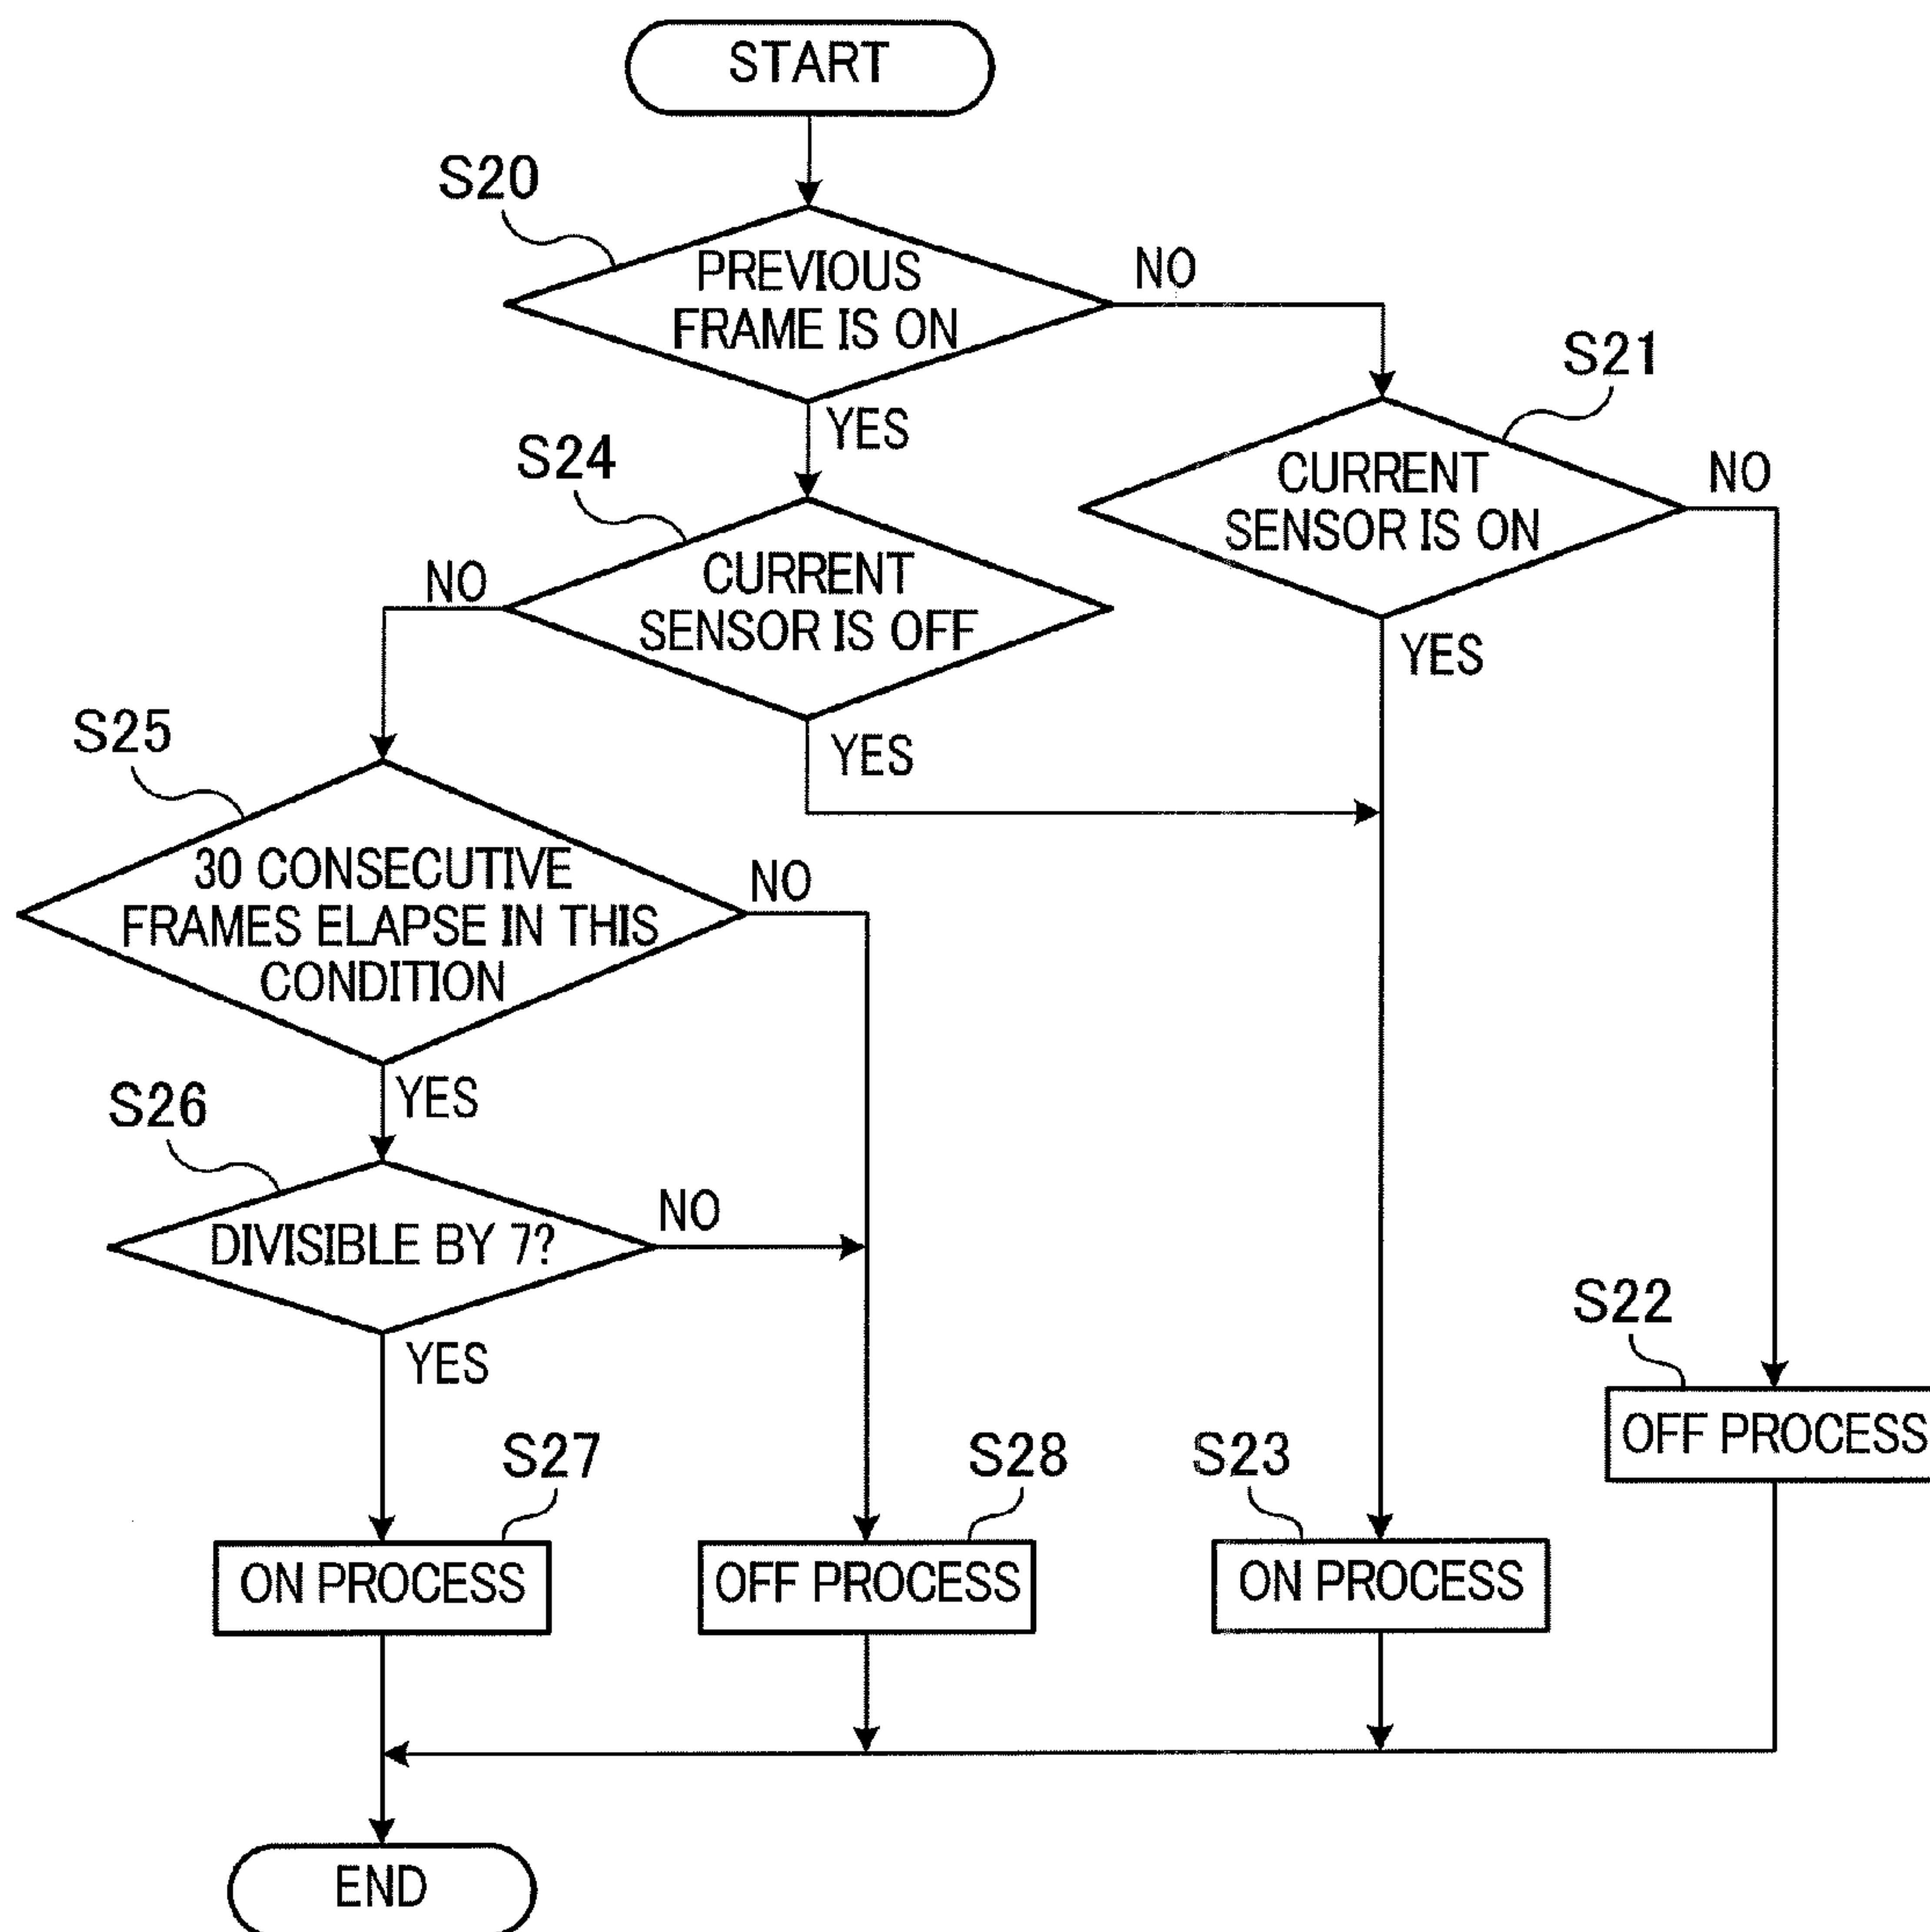 START
S20
PREVIOUS
FRAME IS ON
NO
YES
S21
CURRENT
SENSOR IS ON
NO
YES
S24
CURRENT
SENSOR IS OFF
NO
YES
S25
30 CONSECUTIVE
FRAMES ELAPSE IN THIS
CONDITION
NO
YES
S26
DIVISIBLE BY 7?
NO
YES
S22
OFF PROCESS
S27
ON PROCESS
S28
OFF PROCESS
S23
ON PROCESS
END